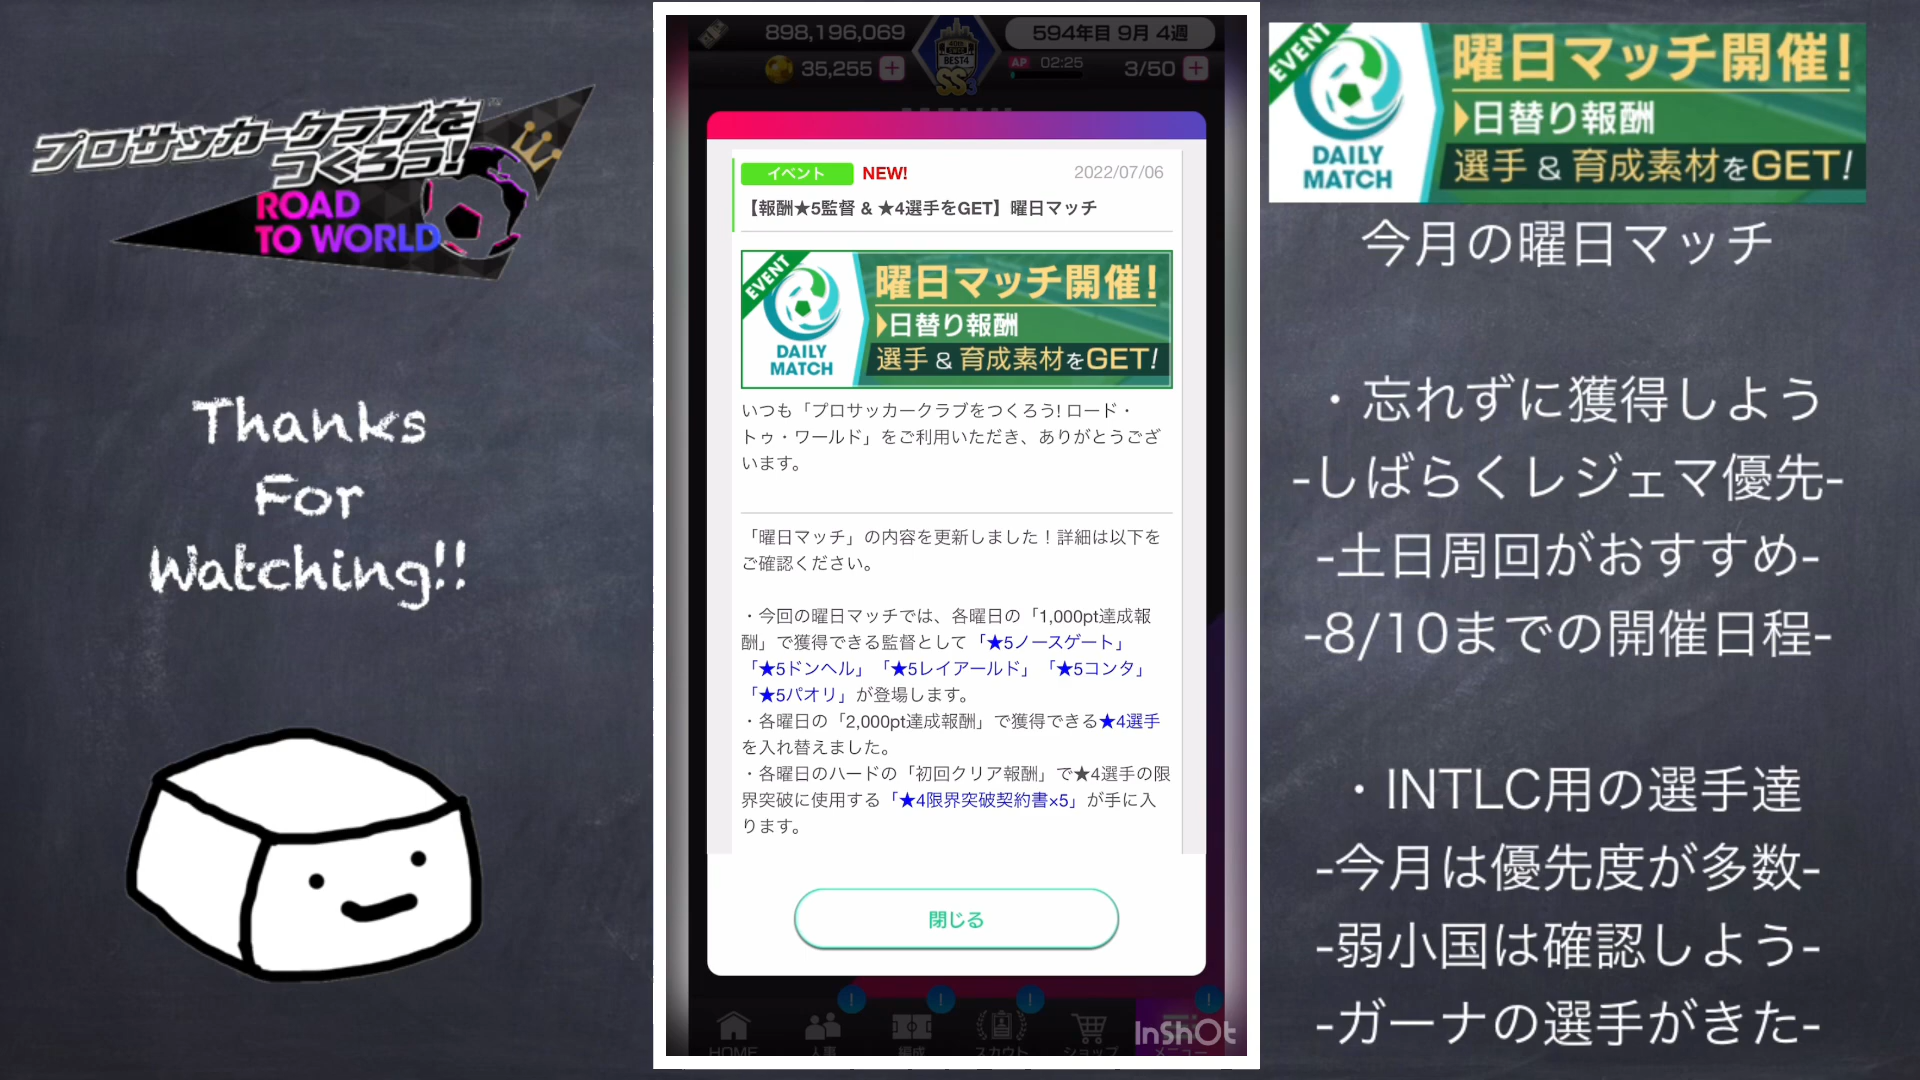 プロサッカークラブを
つくろう!
ROAD
TO WORLD
Thanks
For
Watching!!
898,196,069
594年目 9月 4週
35,255
BEST4
SS3
AP 02:25
3/50
イベント NEW! 2022/07/06
【報酬★5監督 & ★4選手をGET】曜日マッチ
EVENT
DAILY
MATCH
曜日マッチ開催!
日替り報酬
選手 & 育成素材をGET!
いつも「プロサッカークラブをつくろう! ロード・
トゥ・ワールド」をご利用いただき、ありがとうござ
います。
「曜日マッチ」の内容を更新しました！詳細は以下を
ご確認ください。
・今回の曜日マッチでは、各曜日の「1,000pt達成報
酬」で獲得できる監督として「★5ノースゲート」
「★5ドンヘル」「★5レイアールド」「★5コンタ」
「★5パオリ」が登場します。
・各曜日の「2,000pt達成報酬」で獲得できる★4選手
を入れ替えました。
・各曜日のハードの「初回クリア報酬」で★4選手の限
界突破に使用する「★4限界突破契約書×5」が手に入
ります。
閉じる
HOME
人事
編成
スカウト
ショップ
メニュー
InShOt
EVENT
DAILY
MATCH
曜日マッチ開催!
日替り報酬
選手 & 育成素材をGET!
今月の曜日マッチ
・忘れずに獲得しよう
-しばらくレジェマ優先-
-土日周回がおすすめ-
-8/10までの開催日程-
・INTLC用の選手達
-今月は優先度が多数-
-弱小国は確認しよう-
-ガーナの選手がきた-